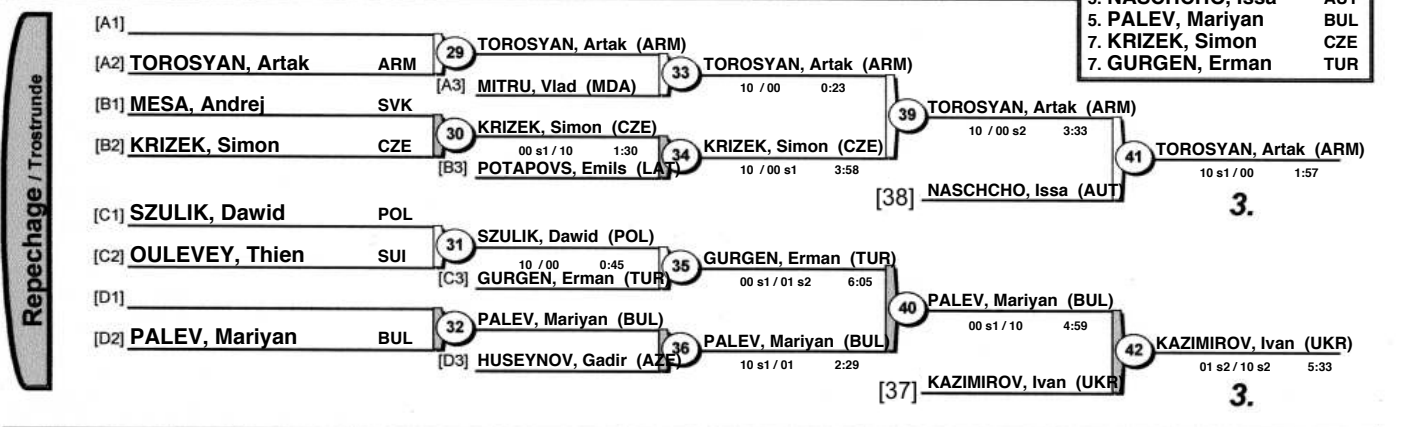 5. NASCHCHO, Issa AUT
5. PALEV, Mariyan BUL
7. KRIZEK, Simon CZE
7. GURGEN, Erman TUR
Repechage / Trostrunde
[A1]
[A2] TOROSYAN, Artak ARM
[B1] MESA, Andrej SVK
[B2] KRIZEK, Simon CZE
[C1] SZULIK, Dawid POL
[C2] OULEVEY, Thien SUI
[D1]
[D2] PALEV, Mariyan BUL
29
30
31
32
TOROSYAN, Artak (ARM)
[A3] MITRU, Vlad (MDA)
KRIZEK, Simon (CZE)
00 s1 / 10 1:30
[B3] POTAPOVS, Emils (LAT)
SZULIK, Dawid (POL)
10 / 00 0:45
[C3] GURGEN, Erman (TUR)
PALEV, Mariyan (BUL)
[D3] HUSEYNOV, Gadir (AZE)
33
34
35
36
TOROSYAN, Artak (ARM)
10 / 00 0:23
KRIZEK, Simon (CZE)
10 / 00 s1 3:58
GURGEN, Erman (TUR)
00 s1 / 01 s2 6:05
PALEV, Mariyan (BUL)
10 s1 / 01 2:29
39
40
TOROSYAN, Artak (ARM)
10 / 00 s2 3:33
[38] NASCHCHO, Issa (AUT)
PALEV, Mariyan (BUL)
00 s1 / 10 4:59
[37] KAZIMIROV, Ivan (UKR)
41
42
TOROSYAN, Artak (ARM)
10 s1 / 00 1:57
3.
KAZIMIROV, Ivan (UKR)
01 s2 / 10 s2 5:33
3.